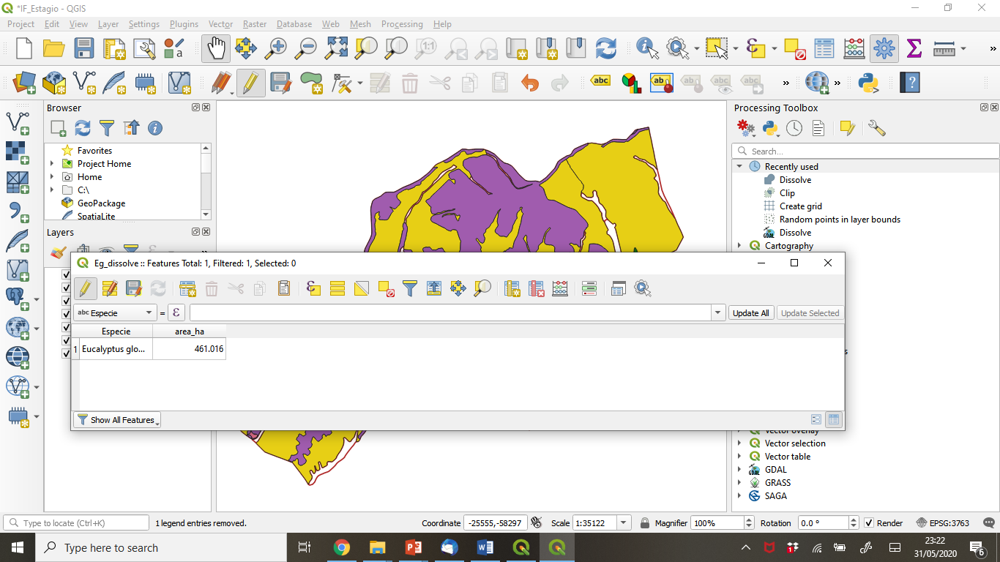 *IF_Estagio - QGIS
Project Edit View Layer Settings Plugins Vector Raster Database Web Mesh Processing Help
1:1
»
abc ab »  » ?
Browser
Favorites
Project Home
Home
C:\
GeoPackage
SpatiaLite
Layers
»
Processing Toolbox
Search...
Recently used
Dissolve
Clip
Create grid
Random points in layer bounds
Dissolve
Cartography
Eg_dissolve :: Features Total: 1, Filtered: 1, Selected: 0
abc Especie = ε Update All Update Selected
Especie area_ha
1 Eucalyptus glo... 461.016
s
Show All Features
Vector overlay
Vector selection
Vector table
GDAL
GRASS
SAGA
Type to locate (Ctrl+K) 1 legend entries removed. Coordinate -25555,-58297 Scale 1:35122 Magnifier 100% Rotation 0.0 ° Render EPSG:3763
Type here to search
23:22
31/05/2020
6